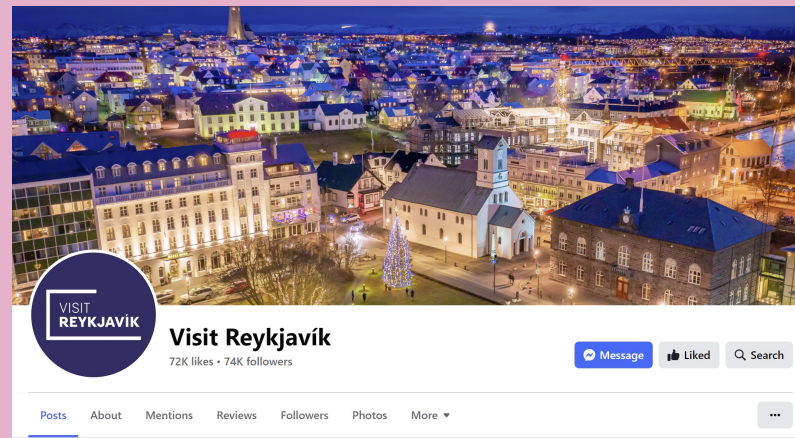 VISIT
REYKJAVÍK
Visit Reykjavík
72K likes • 74K followers
Message
Liked
Search
Posts
About
Mentions
Reviews
Followers
Photos
More